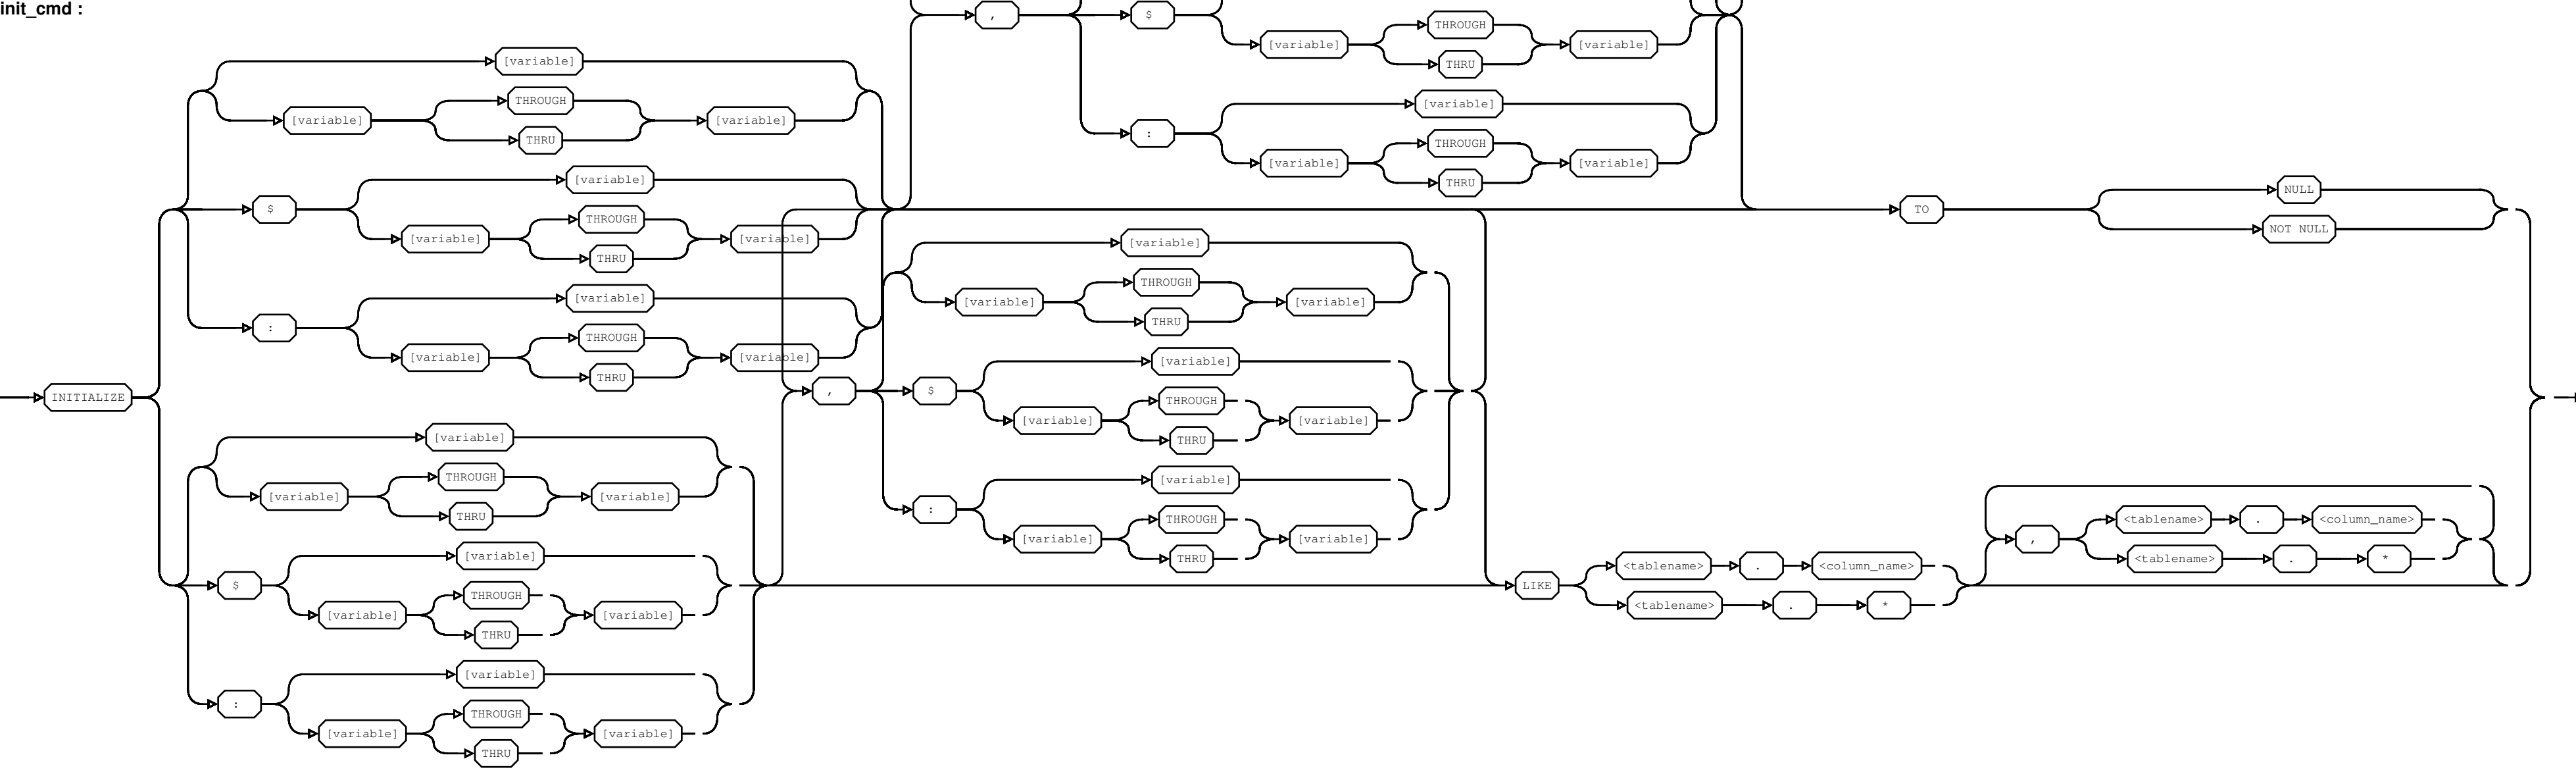 init_cmd :
, $
[variable] THROUGH [variable]
THRU
[variable]
[variable] THROUGH [variable]
THRU
[variable]
: [variable] THROUGH [variable]
THRU
$ [variable]
[variable] THROUGH [variable]
THRU
TO NULL
NOT NULL
[variable]
[variable] THROUGH [variable]
THRU
: [variable]
[variable] THROUGH [variable]
THRU
INITIALIZE
, $ [variable]
[variable] THROUGH [variable]
THRU
[variable]
[variable] THROUGH [variable]
THRU
: [variable]
[variable] THROUGH [variable]
THRU
$ [variable]
[variable] THROUGH [variable]
THRU
LIKE <tablename> . <column_name>
<tablename> . *
, <tablename> . <column_name>
<tablename> . *
: [variable]
[variable] THROUGH [variable]
THRU